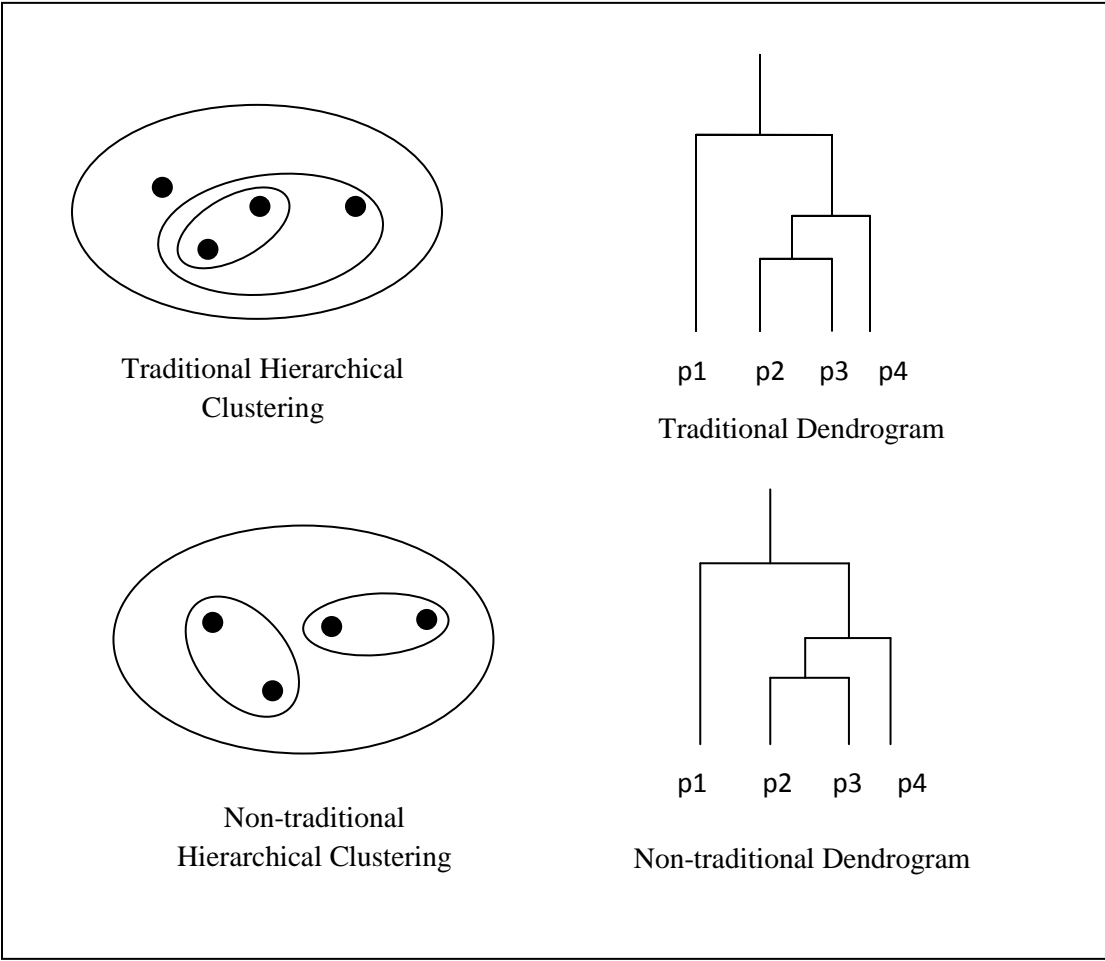 Traditional Hierarchical
Clustering
p1 p2 p3 p4
Traditional Dendrogram
Non-traditional
Hierarchical Clustering
p1 p2 p3 p4
Non-traditional Dendrogram